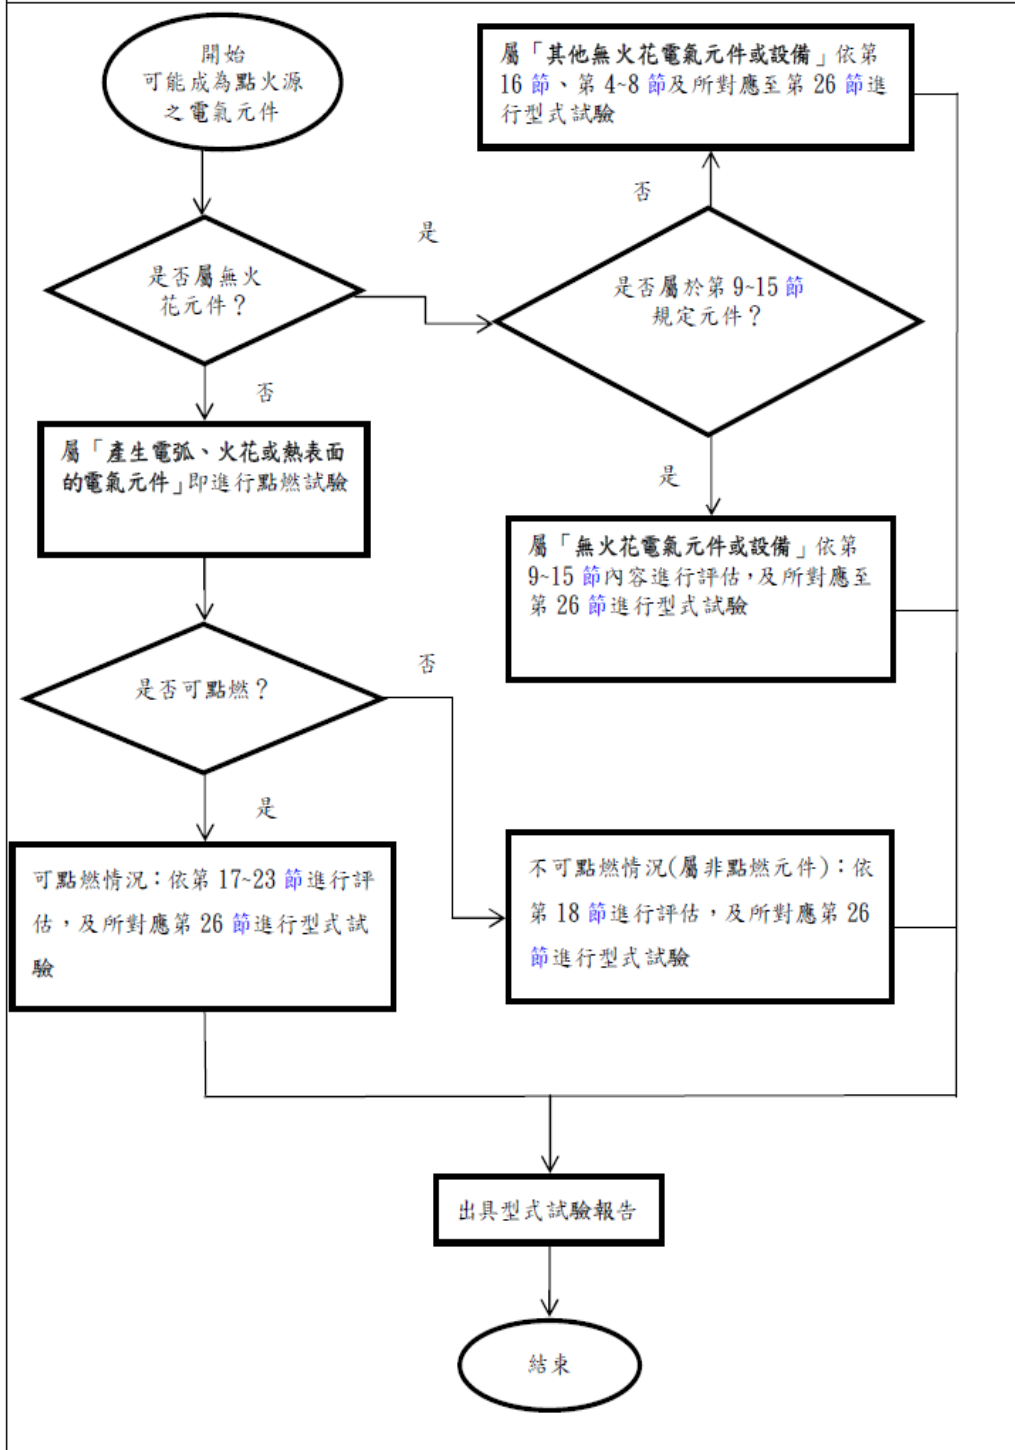 開始
可能成為點火源
之電氣元件
屬「其他無火花電氣元件或設備」依第
16 節、第 4~8 節及所對應至第 26 節進
行型式試驗
是
否
是否屬無火
花元件？
是否屬於第 9~15 節
規定元件？
否
屬「產生電弧、火花或熱表面
的電氣元件」即進行點燃試驗
是
屬「無火花電氣元件或設備」依第
9~15 節內容進行評估，及所對應至
第 26 節進行型式試驗
是否可點燃？
否
是
可點燃情況：依第 17~23 節進行評
估，及所對應第 26 節進行型式試
驗
不可點燃情況(屬非點燃元件)：依
第 18 節進行評估，及所對應第 26
節進行型式試驗
出具型式試驗報告
結束